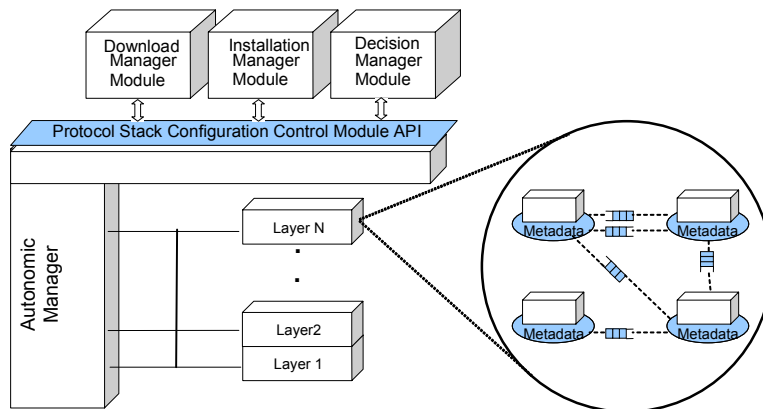 Download
Manager
Module
Installation
Manager
Module
Decision
Manager
Module
Protocol Stack Configuration Control Module API
Autonomic
Manager
Layer N
Layer2
Layer 1
Metadata
Metadata
Metadata
Metadata